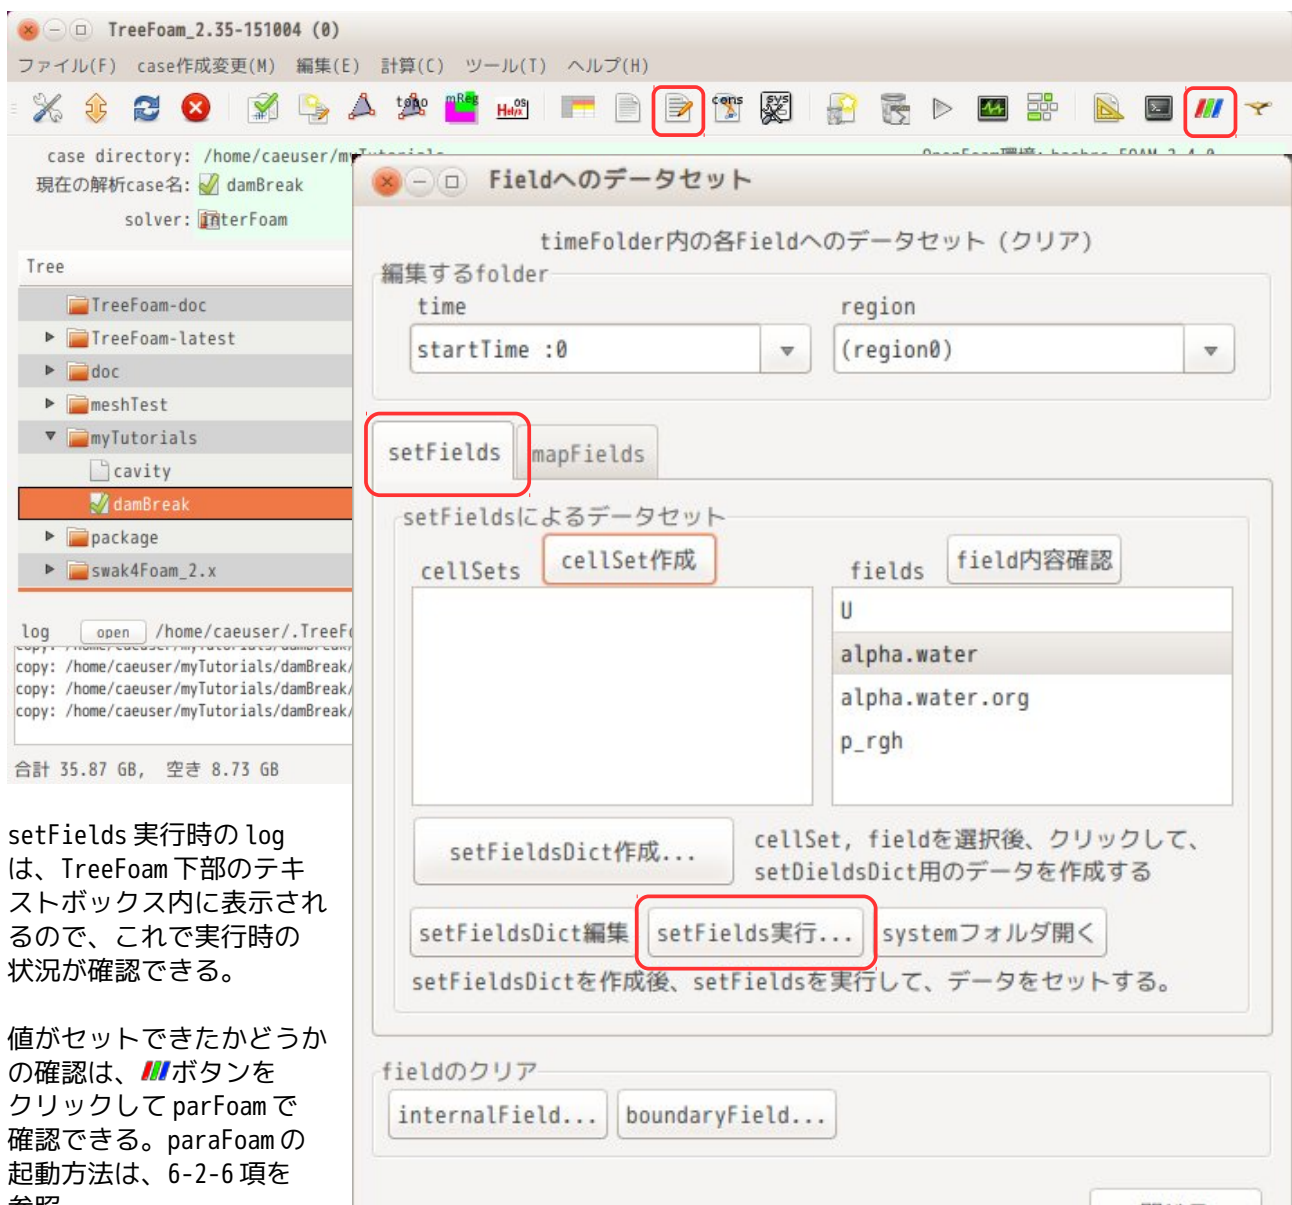 TreeFoam_2.35-151004 (0)
ファイル(F) case作成変更(M) 編集(E) 計算(C) ツール(T) ヘルプ(H)
topo mReg Helyx OS cons sys
case directory: /home/caeuser/myTutorials
現在の解析case名: damBreak
solver: interFoam
Tree
TreeFoam-doc
TreeFoam-latest
doc
meshTest
myTutorials
cavity
damBreak
package
swak4Foam_2.x
log open /home/caeuser/.TreeFo
copy: /home/caeuser/myTutorials/damBreak/
copy: /home/caeuser/myTutorials/damBreak/
copy: /home/caeuser/myTutorials/damBreak/
copy: /home/caeuser/myTutorials/damBreak/
合計 35.87 GB, 空き 8.73 GB
Fieldへのデータセット
timeFolder内の各Fieldへのデータセット (クリア)
編集するfolder
time region
startTime :0 (region0)
setFields mapFields
setFieldsによるデータセット
cellSets cellSet作成 fields field内容確認
U
alpha.water
alpha.water.org
p_rgh
setFieldsDict作成... cellSet, fieldを選択後、クリックして、
setDieldsDict用のデータを作成する
setFieldsDict編集 setFields実行... systemフォルダ開く
setFieldsDictを作成後、setFieldsを実行して、データをセットする。
fieldのクリア
internalField... boundaryField...
setFields 実行時の log
は、TreeFoam 下部のテキ
ストボックス内に表示され
るので、これで実行時の
状況が確認できる。
値がセットできたかどうか
の確認は、ボタンを
クリックして parFoam で
確認できる。paraFoam の
起動方法は、6-2-6 項を